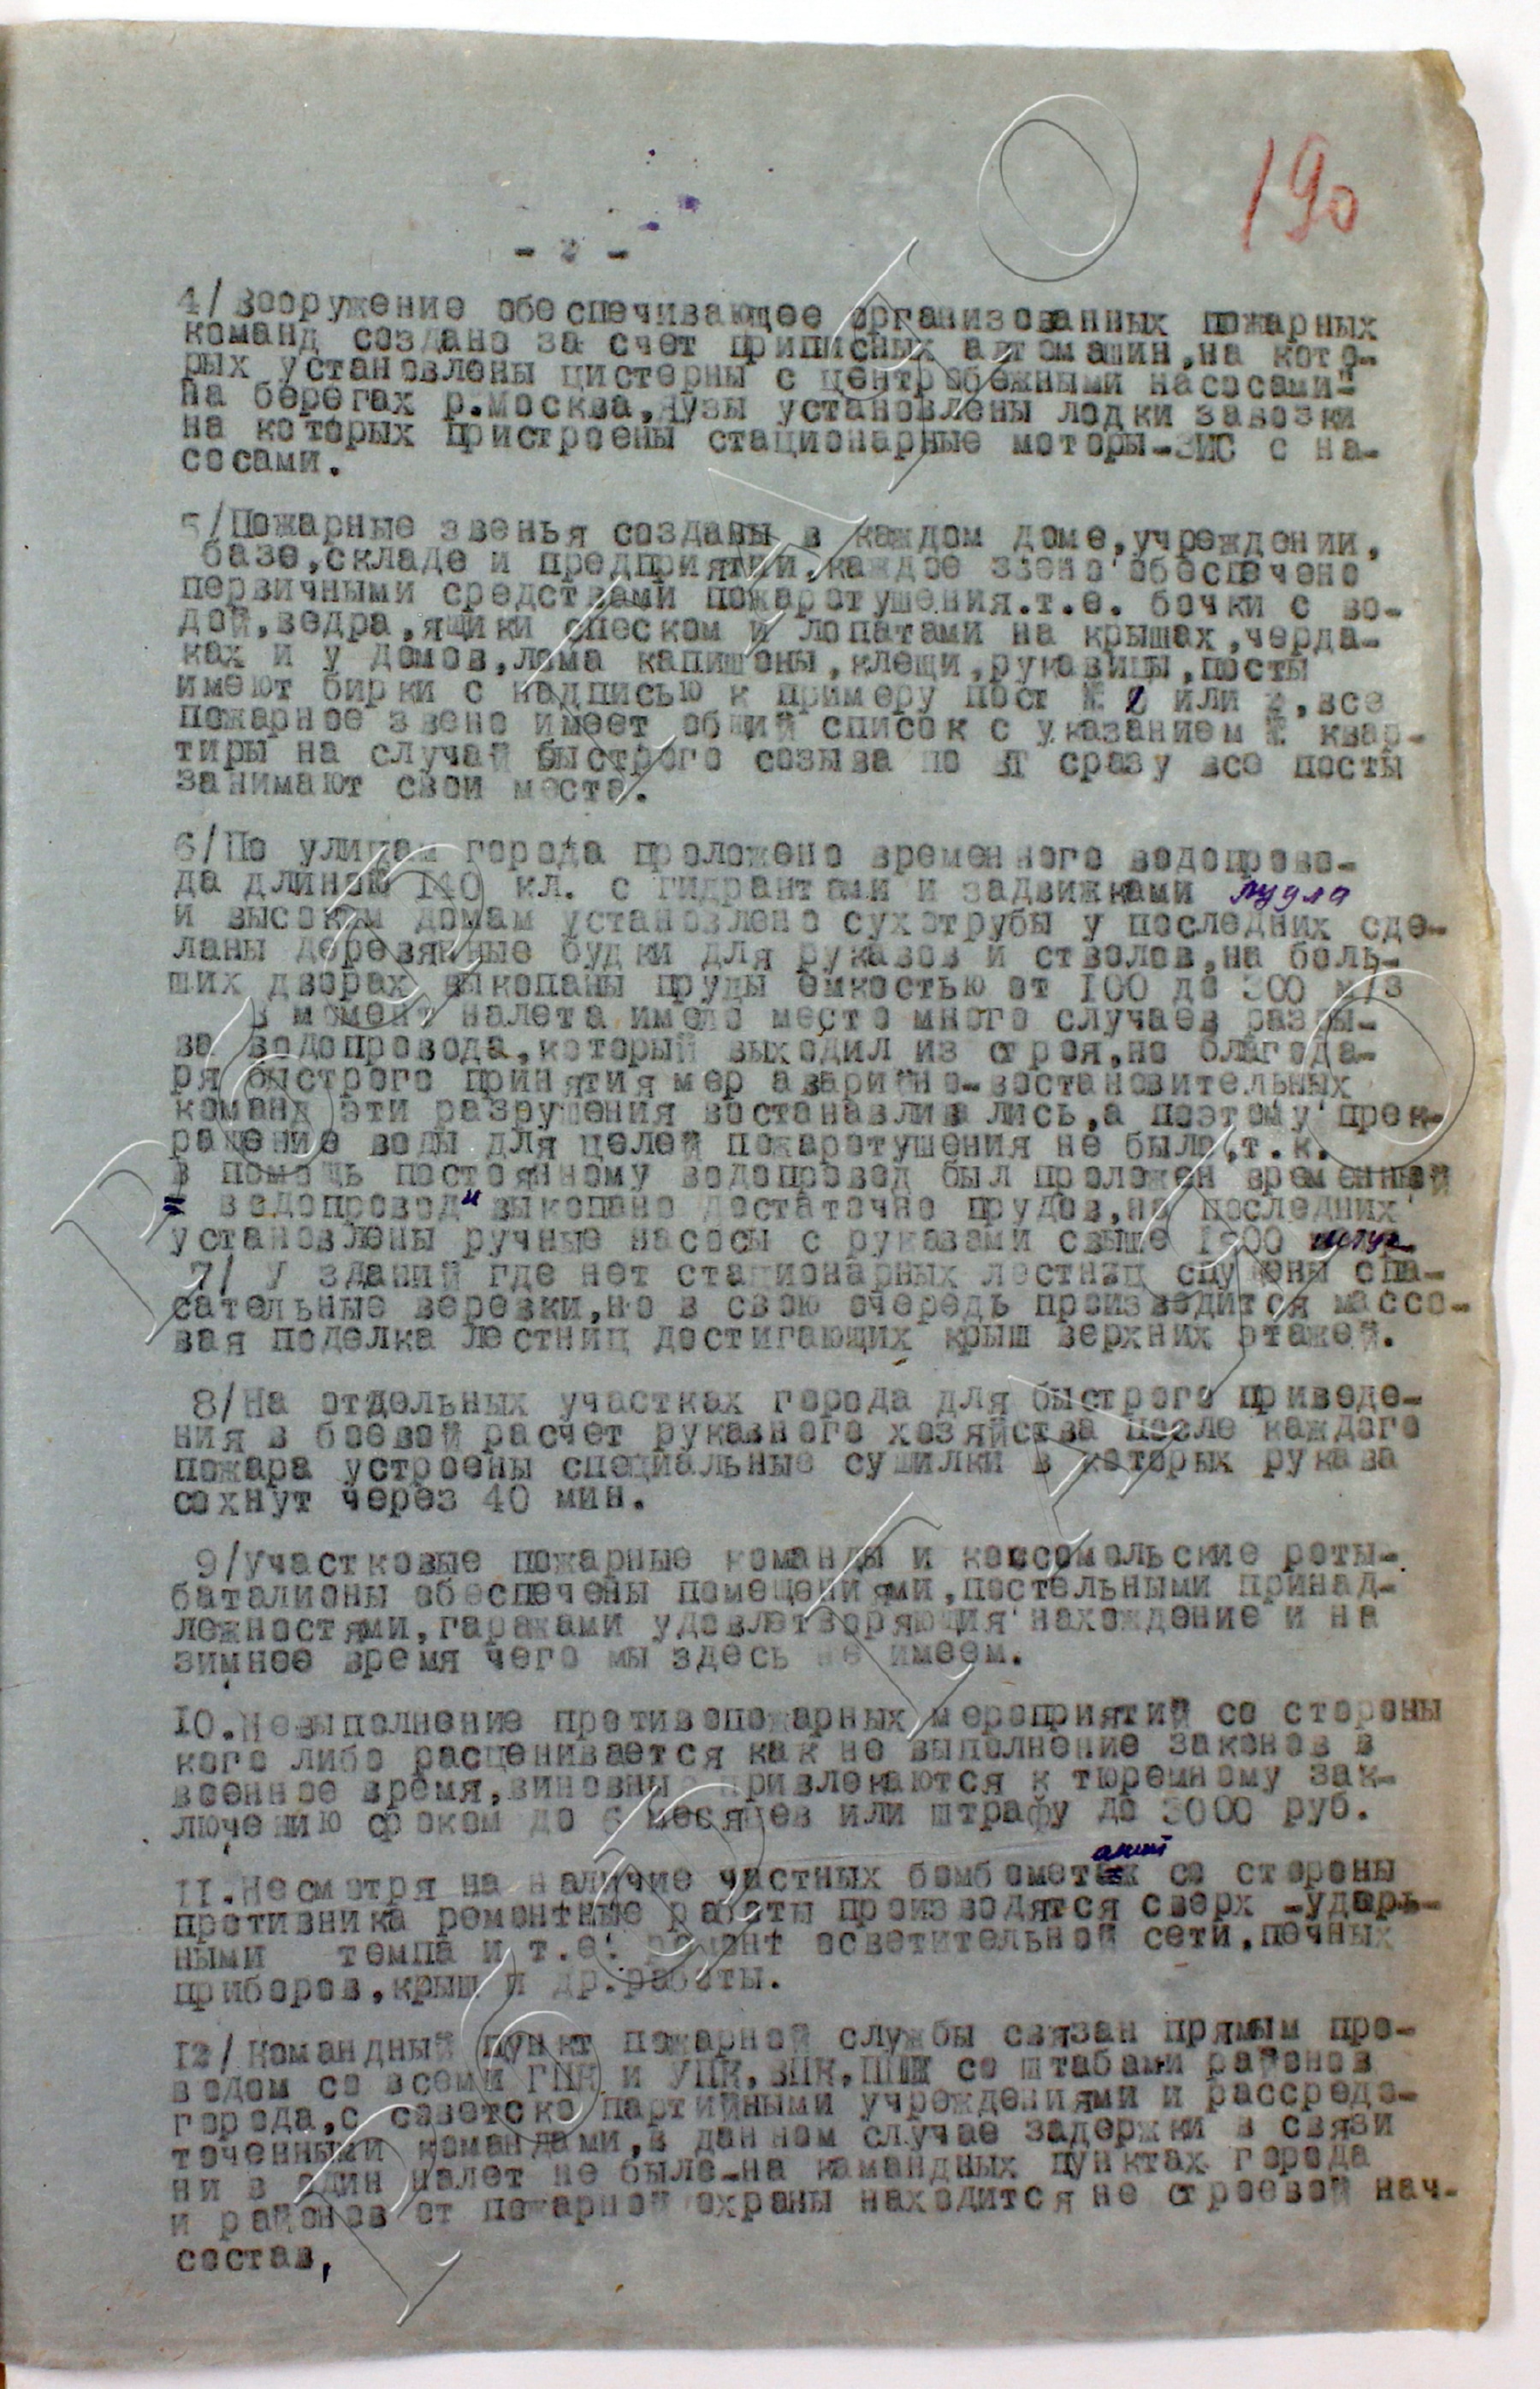 190
- 2 -
4/Вооружение обеспечивающее организованных пожарных
команд создано за счет приписных автомашин,на кото-
рых установлены цистерны с центробежными насосами-
на берегах р.Москва,Яузы установлены лодки завозки
на которых пристроены стационарные моторы-ЗИС с на-
сосами.
5/Пожарные звенья созданы в каждом доме,учреждении,
базе,складе и предприятии,каждое звено обеспечено
первичными средствами пожаротушения.т.е. бочки с во-
дой,ведра,ящики спеском и лопатами на крышах,черда-
ках и у домов,лома капишоны,клещи,рукавицы,посты
имеют бирки с надписью к примеру пост № или 2,все
пожарное звено имеет общий список с указанием № квар-
тиры на случай быстрого созыва по ВТ сразу все посты
занимают свои места.
6/По улицам города проложено временного водопрово-
да длиною 140 кл. с гидрантами и задвижками
и высоким домам установлено сухотрубы у последних сде-
ланы деревянные будки для рукавов и стволов,на боль-
ших дворах выкопаны пруды емкостью от 100 до 300 м/3
В момент налета имело место много случаев разры-
ва водопровода,который выходил из строя,но благода-
ря быстрого принятия мер аварийно-востановительных
команд эти разрушения востанавливались,а поэтому прек-
ращение воды для целей пожаротушения не было,т.к.
в помощь постоянному водопровод был проложен временный
водопровод и выкопано достаточно прудов,на последних
установлены ручные насосы с рукавами свыше 1500 штук
7/ У зданий где нет стационарных лестниц спущены спа-
сательные веревки,но в свою очередь производится массо-
вая поделка лестниц достигающих крыш верхних этажей.
8/На отдельных участках города для быстрого приведе-
ния в боевой расчет рукавного хозяйства после каждого
пожара устроены специальные сушилки в которых рукава
сохнут через 40 мин.
9/Участковые пожарные команды и комсомольские роты-
баталионы обеспечены помещениями,постельными принад-
лежностями,гаражами удовлетворяющия нахождение и на
зимнее время чего мы здесь не имеем.
10.Невыполнение противопожарных мероприятий со стороны
кого либо расценивается как не выполнение законов в
военное время,виновные привлекаются к тюремному зак-
лючению сроком до 6 месяцев или штрафу до 3000 руб.
11.Несмотря на наличие частных бомбометаний со стороны
противника ремонтные работы производятся сверх -ударь-
ными темпа и т.е. ремонт осветительной сети,печных
приборов,крыш и др.работы.
12/Командный пункт пожарной службы связан прямым про-
водом со всеми ГПК и УПК,ВПК,ППК со штабами районов
города,с советско партийными учреждениями и рассредо-
точенными командами,в данном случае задержки в связи
ни в один налет не было-на камандных пунктах города
и районов от пожарной охраны находится не строевой нач-
состав,